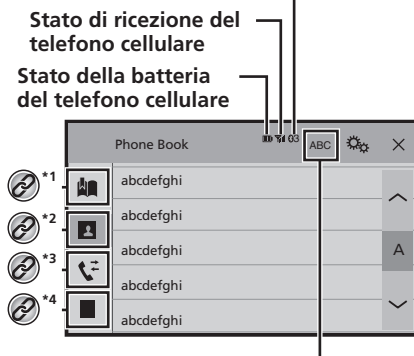 Stato di ricezione del
telefono cellulare
Stato della batteria
del telefono cellulare
Phone Book 03 ABC
*1 abcdefghi
*2 abcdefghi
*3 abcdefghi A
*4 abcdefghi
abcdefghi